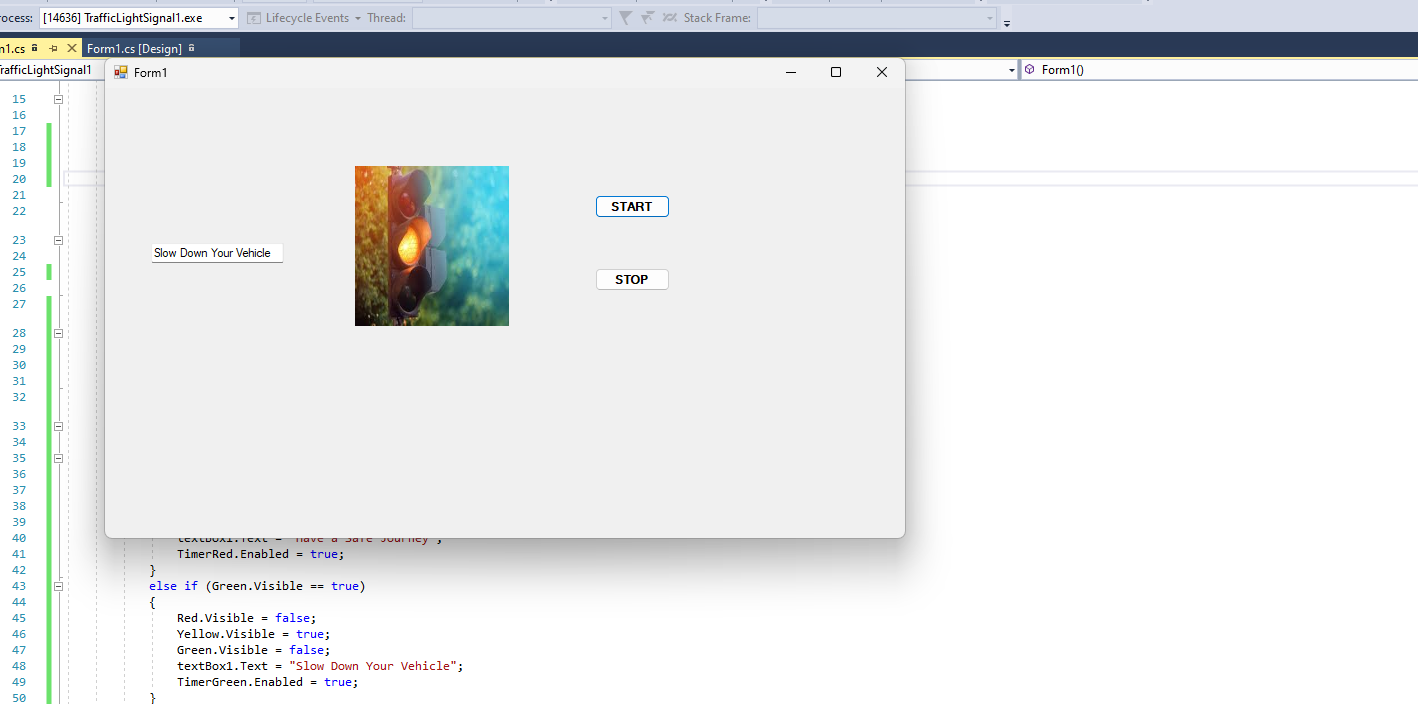 rocess: [14636] TrafficLightSignal1.exe Lifecycle Events Thread: Stack Frame:
m1.cs Form1.cs [Design]
TrafficLightSignal1 Form1()
Form1
START
Slow Down Your Vehicle
STOP
15
16
17
18
19
20
21
22
23
24
25
26
27
28
29
30
31
32
33
34
35
36
37
38
39
40 textBox1.Text = "Have a Safe Journey";
41 TimerRed.Enabled = true;
42 }
43 else if (Green.Visible == true)
44 {
45 Red.Visible = false;
46 Yellow.Visible = true;
47 Green.Visible = false;
48 textBox1.Text = "Slow Down Your Vehicle";
49 TimerGreen.Enabled = true;
50 }